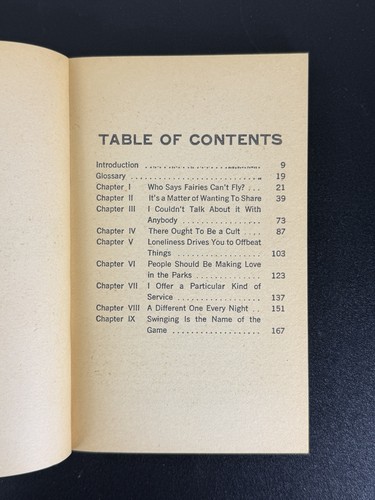 TABLE OF CONTENTS
Introduction .................... 9
Glossary ........................ 19
Chapter I Who Says Fairies Can't Fly? ... 21
Chapter II It's a Matter of Wanting To Share 39
Chapter III I Couldn't Talk About it With
Anybody .................. 73
Chapter IV There Ought To Be a Cult .... 87
Chapter V Loneliness Drives You to Offbeat
Things .................. 103
Chapter VI People Should Be Making Love
in the Parks ............... 123
Chapter VII I Offer a Particular Kind of
Service .................. 137
Chapter VIII A Different One Every Night .. 151
Chapter IX Swinging Is the Name of the
Game ................... 167